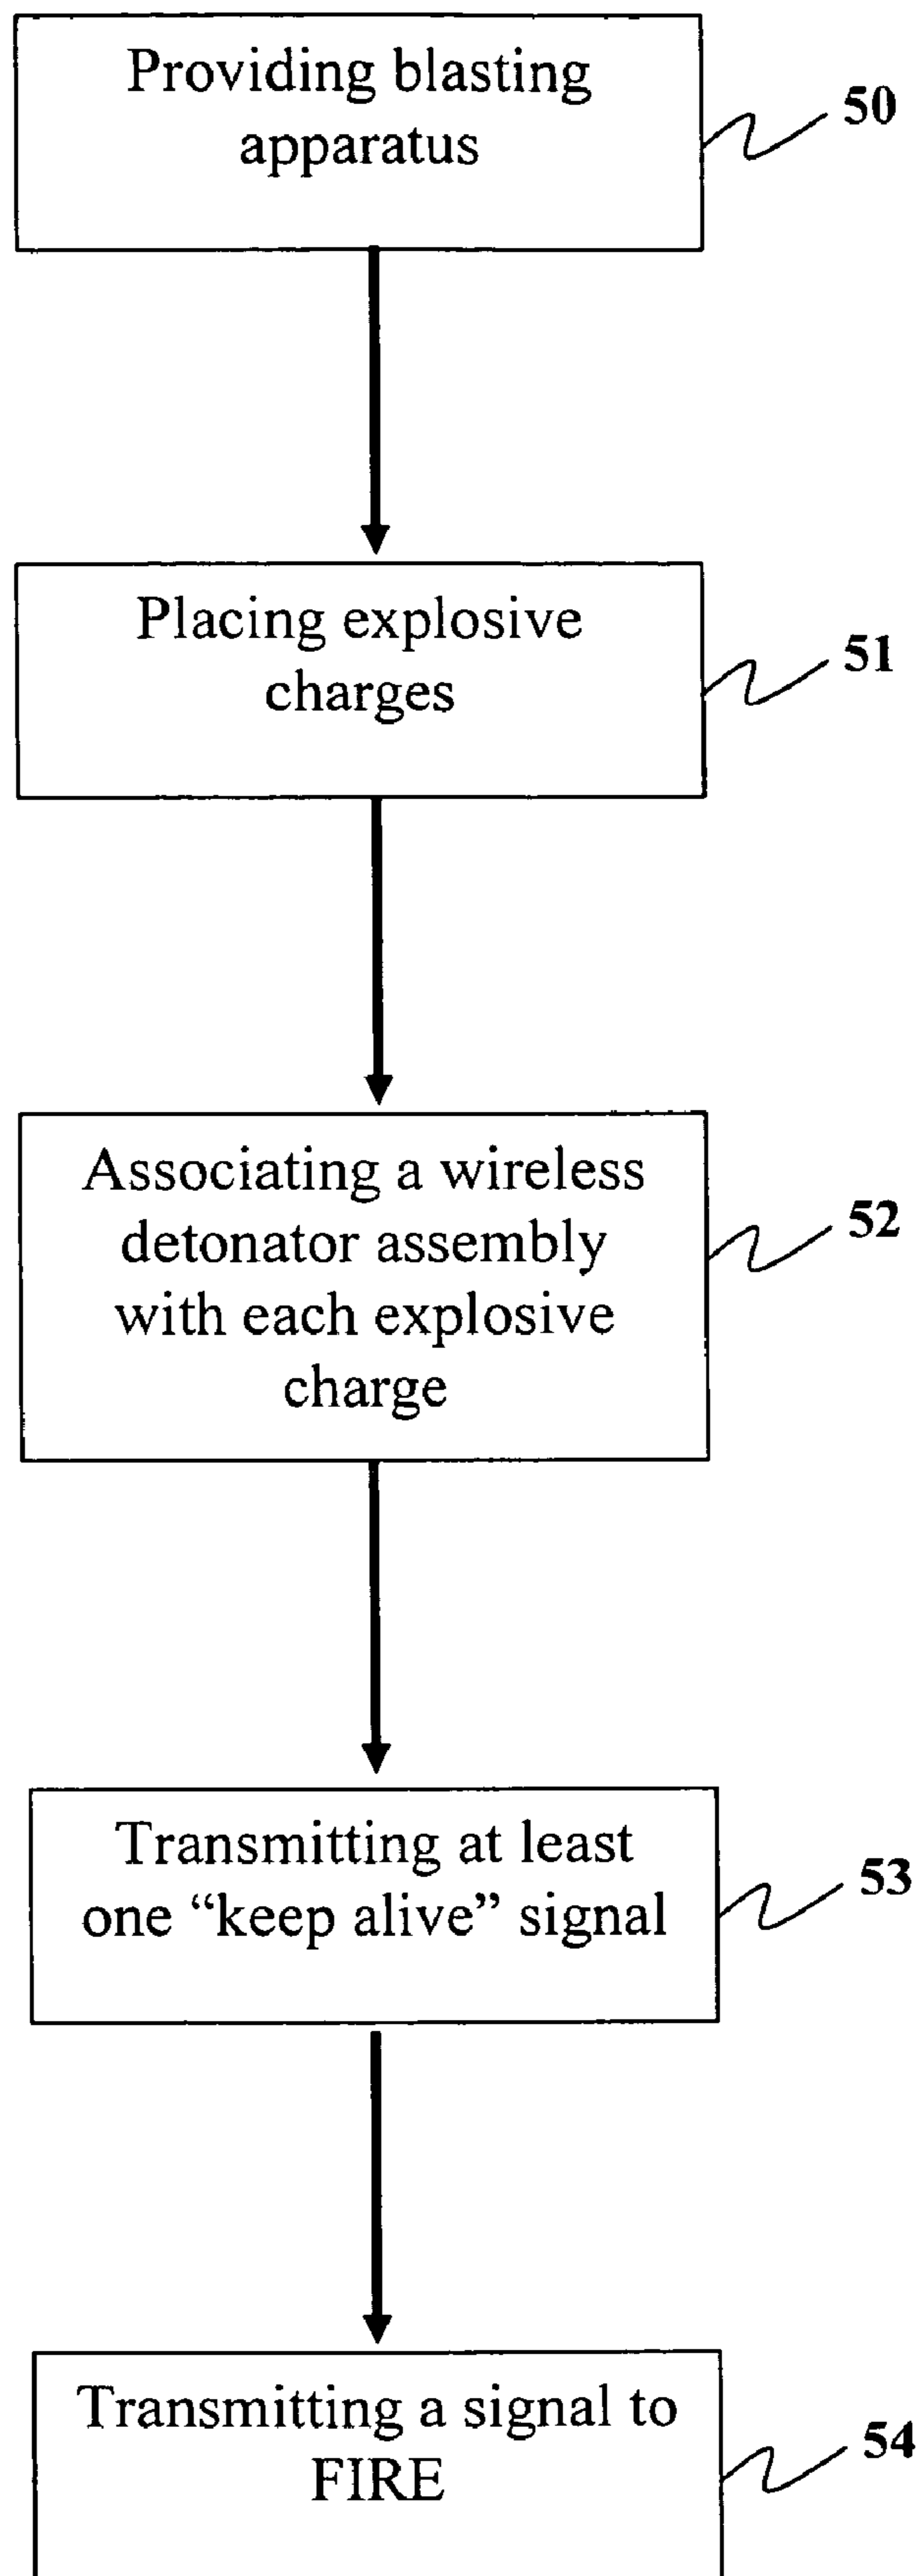 Providing blasting
apparatus
50
Placing explosive
charges
51
Associating a wireless
detonator assembly
with each explosive
charge
52
Transmitting at least
one “keep alive” signal
53
Transmitting a signal to
FIRE
54